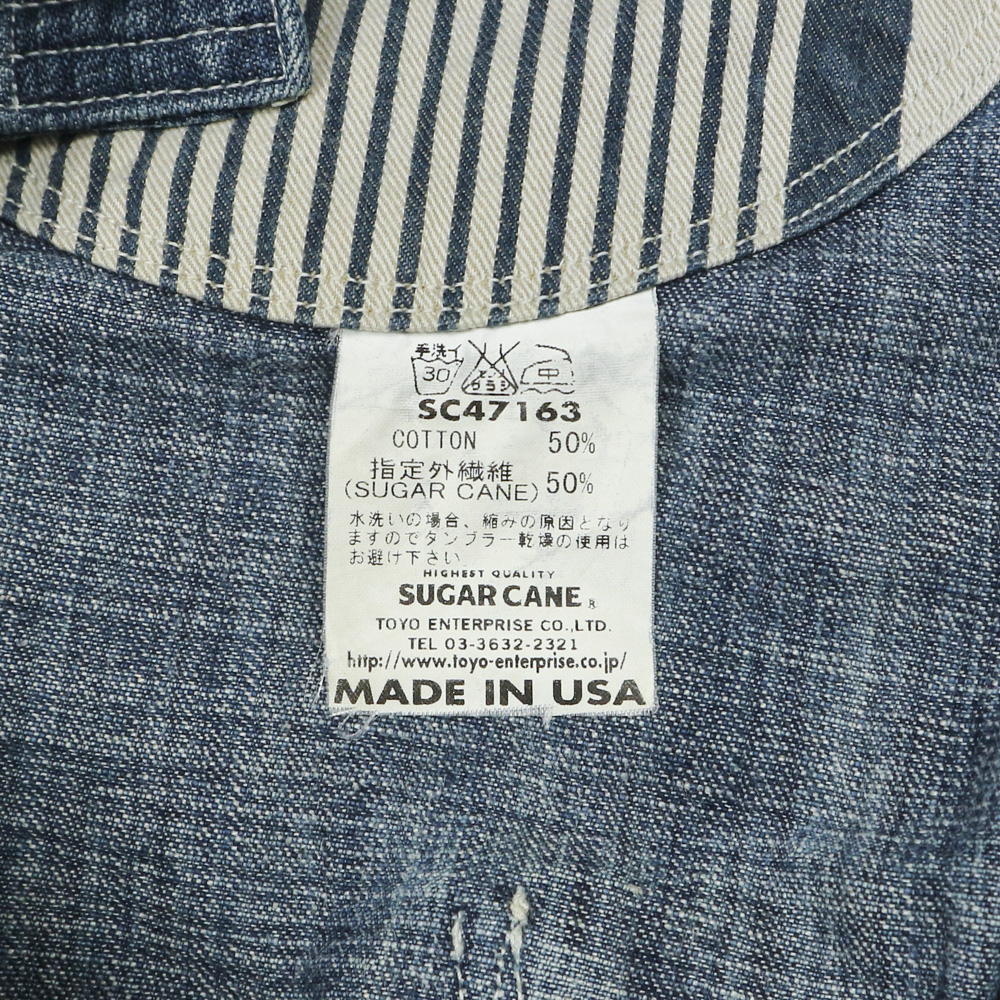 手洗イ
30
中
SC47163
COTTON 50%
指定外繊維
(SUGAR CANE) 50%
水洗いの場合、縮みの原因となり
ますのでタンブラー乾燥の使用は
お避け下さい。
HIGHEST QUALITY
SUGAR CANE ®
TOYO ENTERPRISE CO.,LTD.
TEL 03-3632-2321
http://www.toyo-enterprise.co.jp/
MADE IN USA